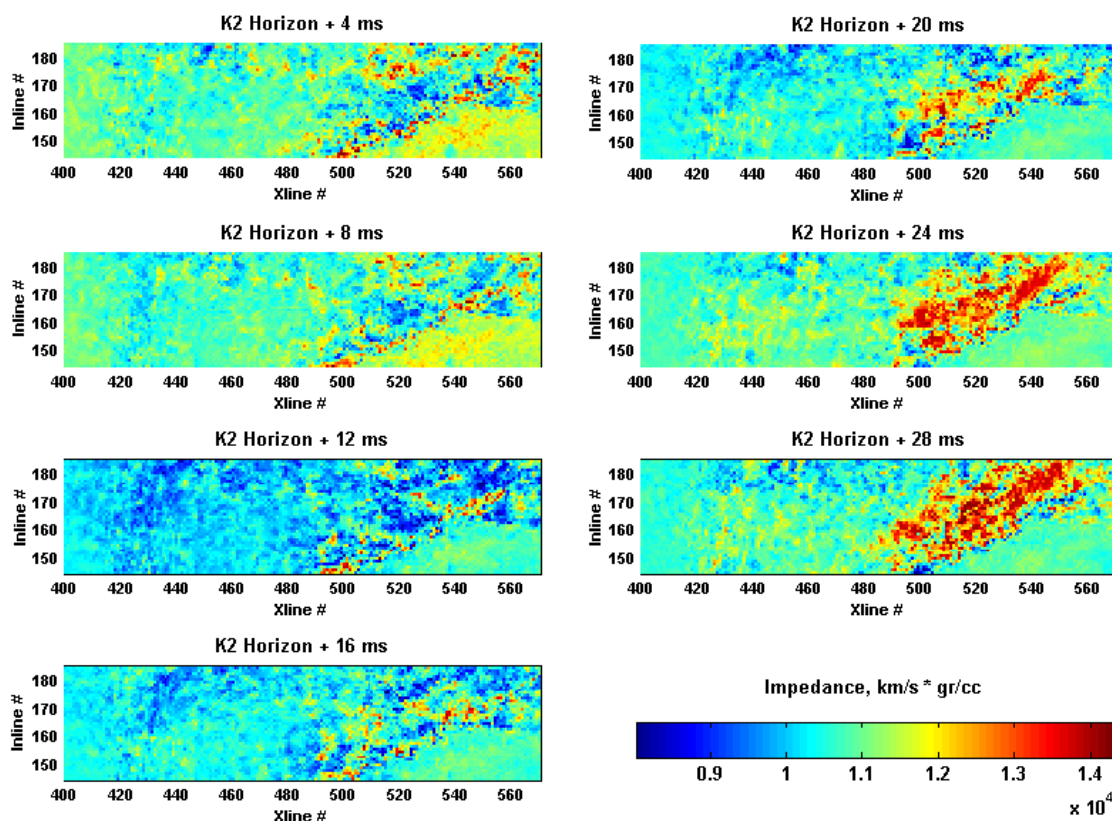 K2 Horizon + 4 ms
Inline #
180
170
160
150
400 420 440 460 480 500 520 540 560
Xline #
K2 Horizon + 8 ms
Inline #
180
170
160
150
400 420 440 460 480 500 520 540 560
Xline #
K2 Horizon + 12 ms
Inline #
180
170
160
150
400 420 440 460 480 500 520 540 560
Xline #
K2 Horizon + 16 ms
Inline #
180
170
160
150
400 420 440 460 480 500 520 540 560
Xline #
K2 Horizon + 20 ms
Inline #
180
170
160
150
400 420 440 460 480 500 520 540 560
Xline #
K2 Horizon + 24 ms
Inline #
180
170
160
150
400 420 440 460 480 500 520 540 560
Xline #
K2 Horizon + 28 ms
Inline #
180
170
160
150
400 420 440 460 480 500 520 540 560
Xline #
Impedance, km/s * gr/cc
0.9 1 1.1 1.2 1.3 1.4